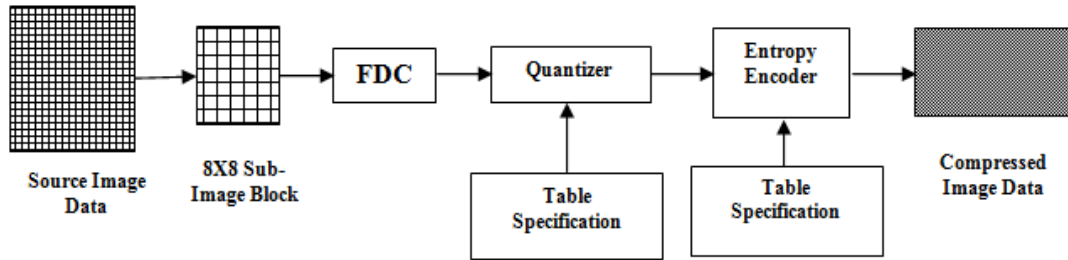 FDC
Quantizer
Entropy
Encoder
Source Image
Data
8X8 Sub-
Image Block
Table
Specification
Table
Specification
Compressed
Image Data